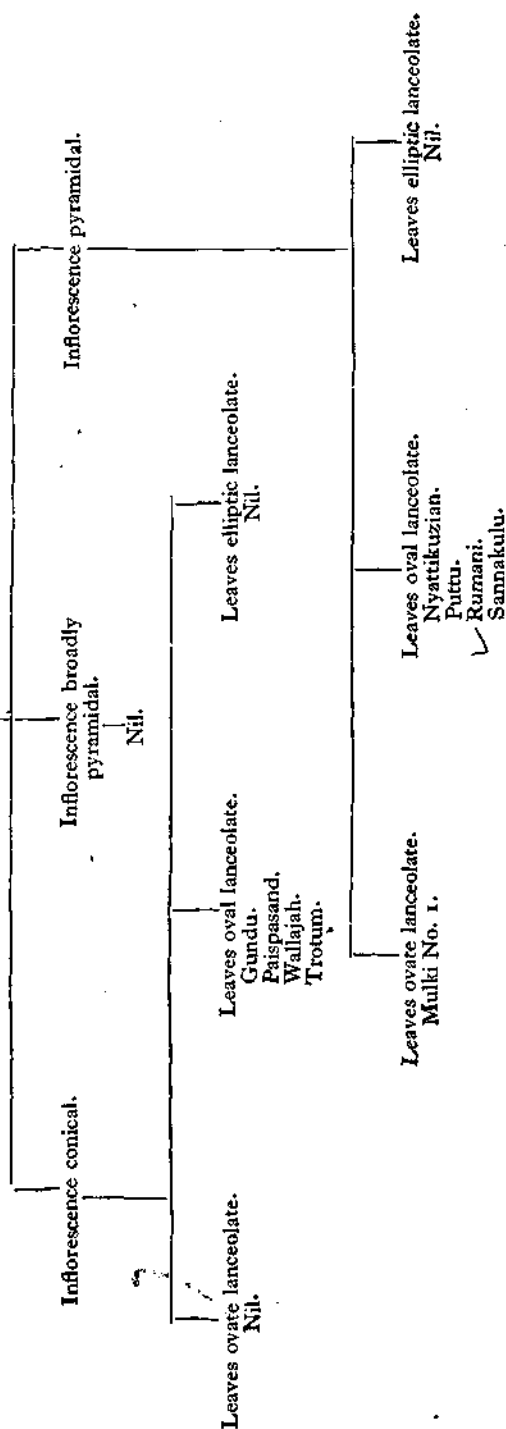 Inflorescence conical.
Inflorescence broadly
pyramidal.
Nil.
Inflorescence pyramidal.
Leaves ovate lanceolate.
Nil.
Leaves oval lanceolate.
Gundu.
Paispasand.
Wallajah.
Trotum.
Leaves elliptic lanceolate.
Nil.
Leaves ovate lanceolate.
Mulki No. 1.
Leaves oval lanceolate.
Nyattikuzian.
Puttu.
Rumani.
Sannakulu.
Leaves elliptic lanceolate.
Nil.